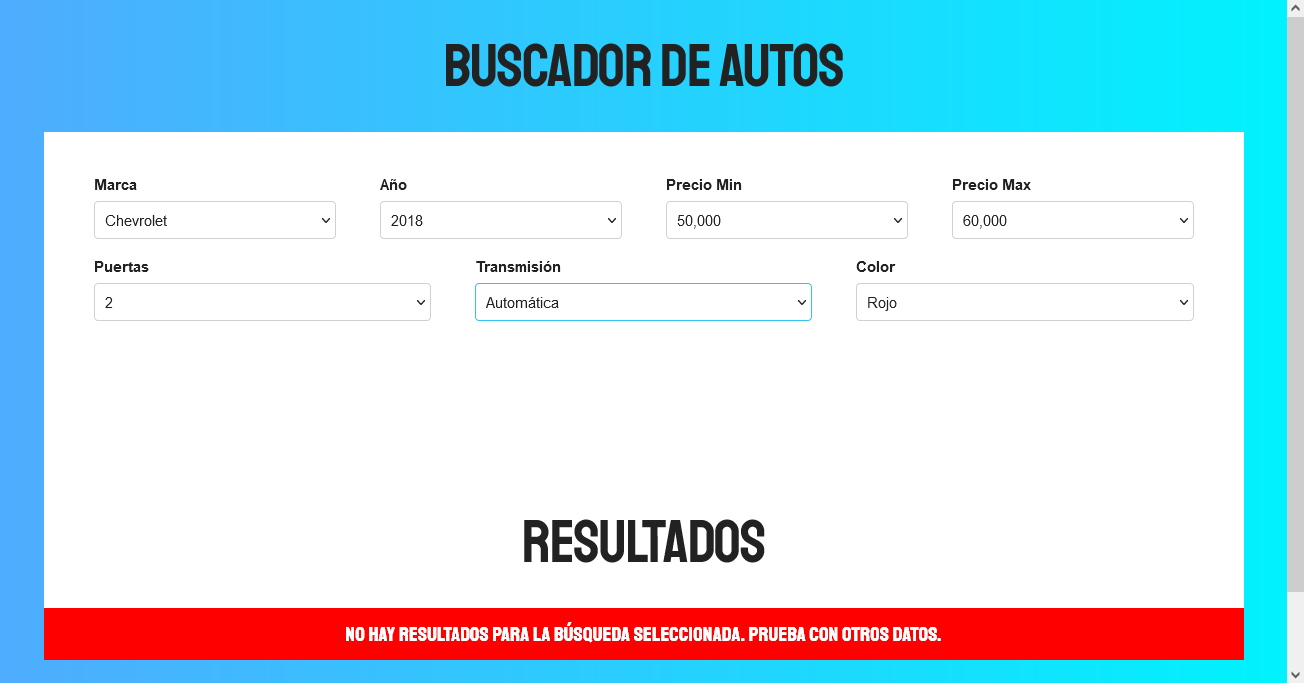 BUSCADOR DE AUTOS
Marca Año Precio Min Precio Max
Chevrolet 2018 50,000 60,000
Puertas Transmisión Color
2 Automática Rojo
RESULTADOS
NO HAY RESULTADOS PARA LA BÚSQUEDA SELECCIONADA. PRUEBA CON OTROS DATOS.